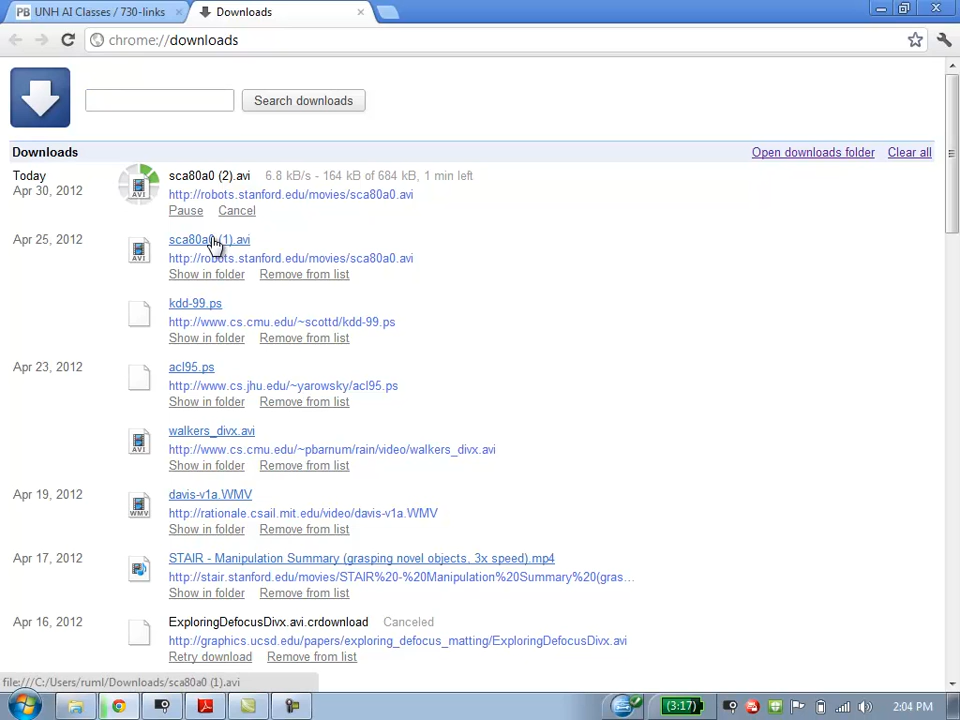 PB UNH AI Classes / 730-links
Downloads
chrome://downloads
Search downloads
Downloads
Open downloads folder
Clear all
Today
Apr 30, 2012
AVI
sca80a0 (2).avi
6.8 kB/s - 164 kB of 684 kB, 1 min left
http://robots.stanford.edu/movies/sca80a0.avi
Pause
Cancel
Apr 25, 2012
AVI
sca80a0 (1).avi
http://robots.stanford.edu/movies/sca80a0.avi
Show in folder
Remove from list
kdd-99.ps
http://www.cs.cmu.edu/~scottd/kdd-99.ps
Show in folder
Remove from list
Apr 23, 2012
acl95.ps
http://www.cs.jhu.edu/~yarowsky/acl95.ps
Show in folder
Remove from list
AVI
walkers_divx.avi
http://www.cs.cmu.edu/~pbarnum/rain/video/walkers_divx.avi
Show in folder
Remove from list
Apr 19, 2012
WMV
davis-v1a.WMV
http://rationale.csail.mit.edu/video/davis-v1a.WMV
Show in folder
Remove from list
Apr 17, 2012
STAIR - Manipulation Summary (grasping novel objects, 3x speed).mp4
http://stair.stanford.edu/movies/STAIR%20-%20Manipulation%20Summary%20(gras...
Show in folder
Remove from list
Apr 16, 2012
ExploringDefocusDivx.avi.crdownload
Canceled
http://graphics.ucsd.edu/papers/exploring_defocus_matting/ExploringDefocusDivx.avi
Retry download
Remove from list
file:///C:/Users/ruml/Downloads/sca80a0 (1).avi
(3:17)
2:04 PM